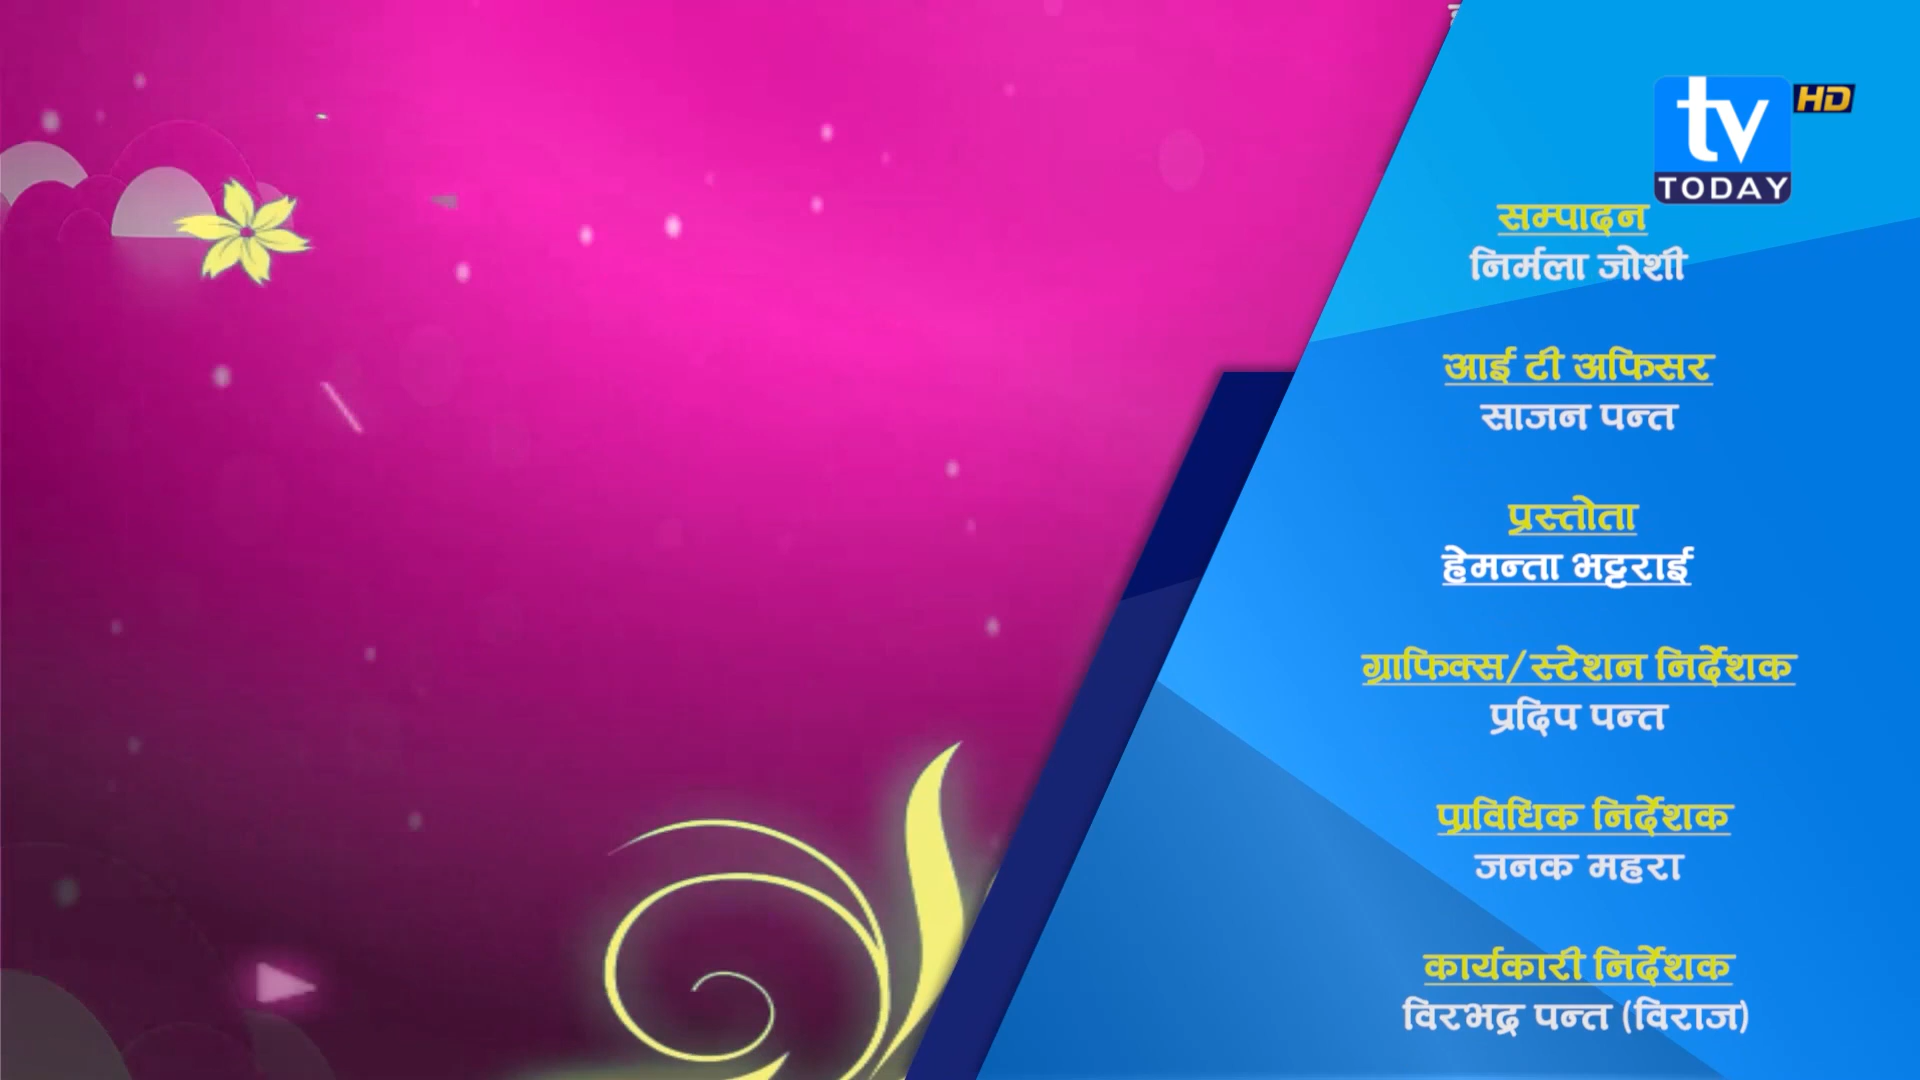 tv HD
TODAY
सम्पादन
निर्मला जोशी
आई टी अफिसर
साजन पन्त
प्रस्तोता
हेमन्ता भट्टराई
ग्राफिक्स/स्टेशन निर्देशक
प्रदिप पन्त
प्राविधिक निर्देशक
जनक महरा
कार्यकारी निर्देशक
विरभद्र पन्त (विराज)